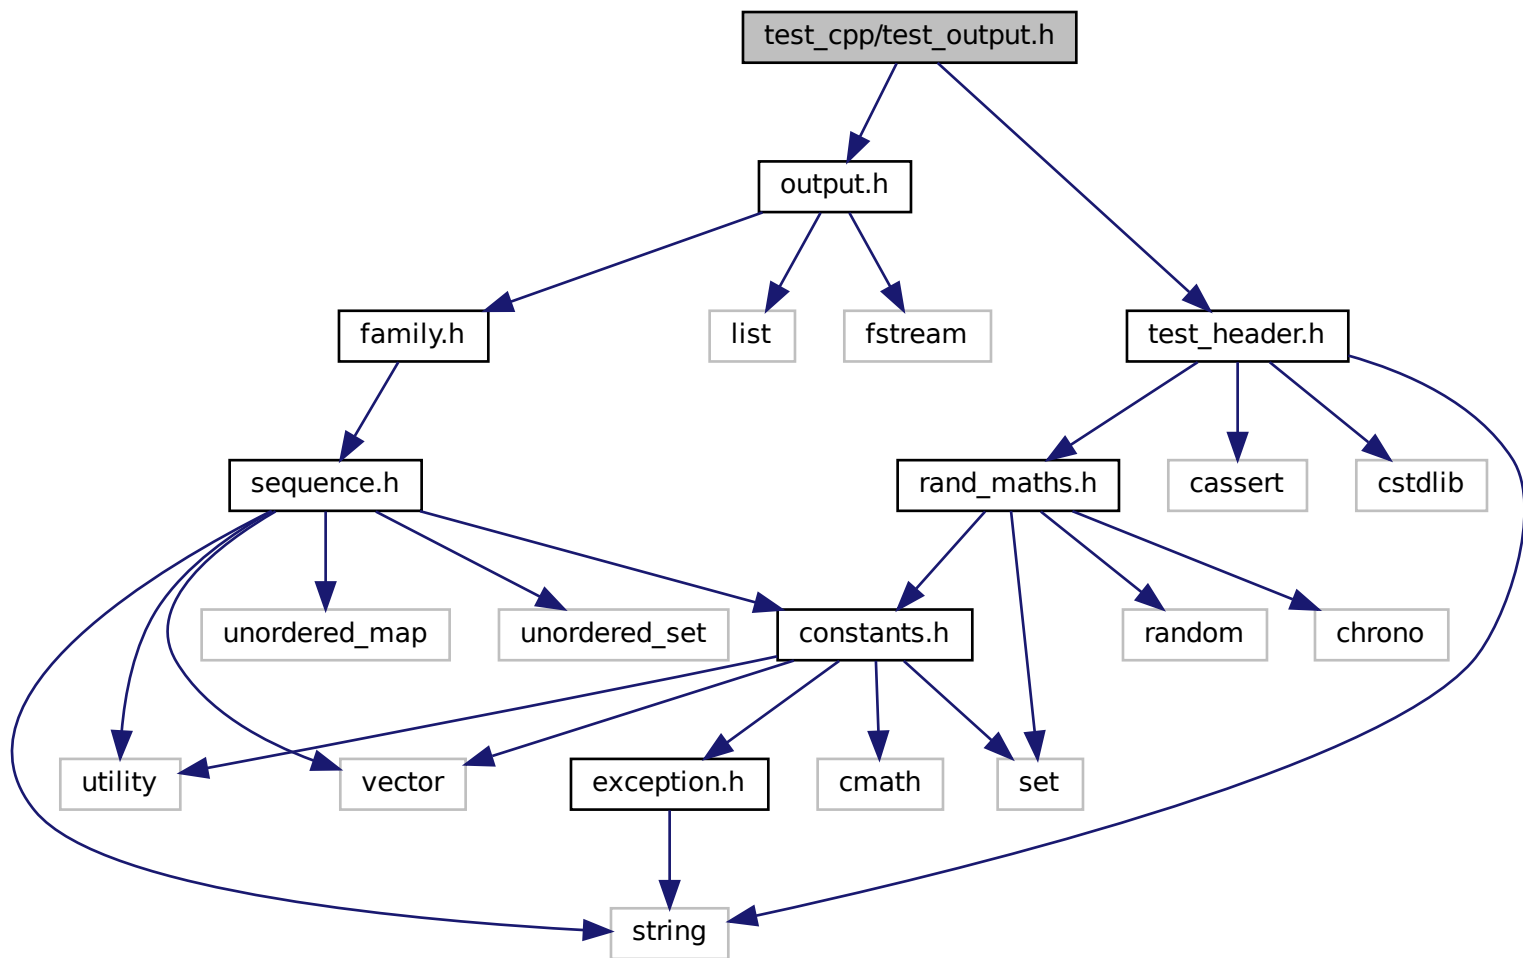 test_cpp/test_output.h
output.h
family.h
list
fstream
test_header.h
sequence.h
rand_maths.h
cassert
cstdlib
unordered_map
unordered_set
constants.h
random
chrono
utility
vector
exception.h
cmath
set
string